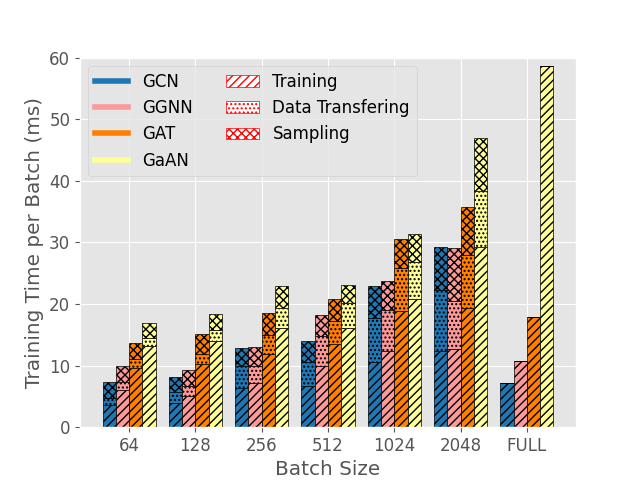 60
50
40
30
20
10
0
Training Time per Batch (ms)
GCN
GGNN
GAT
GaAN
Training
Data Transfering
Sampling
64 128 256 512 1024 2048 FULL
Batch Size